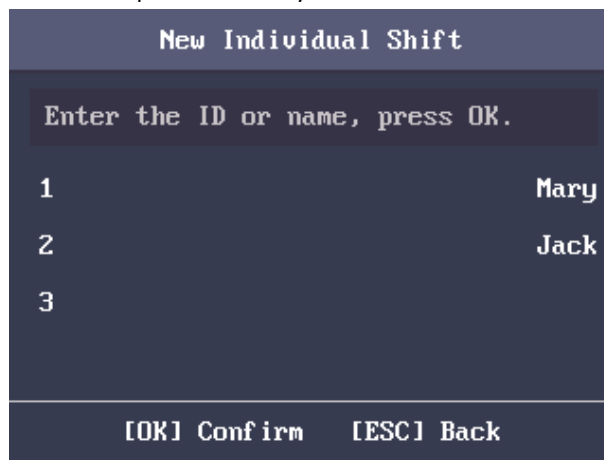 New Individual Shift
Enter the ID or name, press OK.
1 Mary
2 Jack
3
[OK] Confirm [ESC] Back